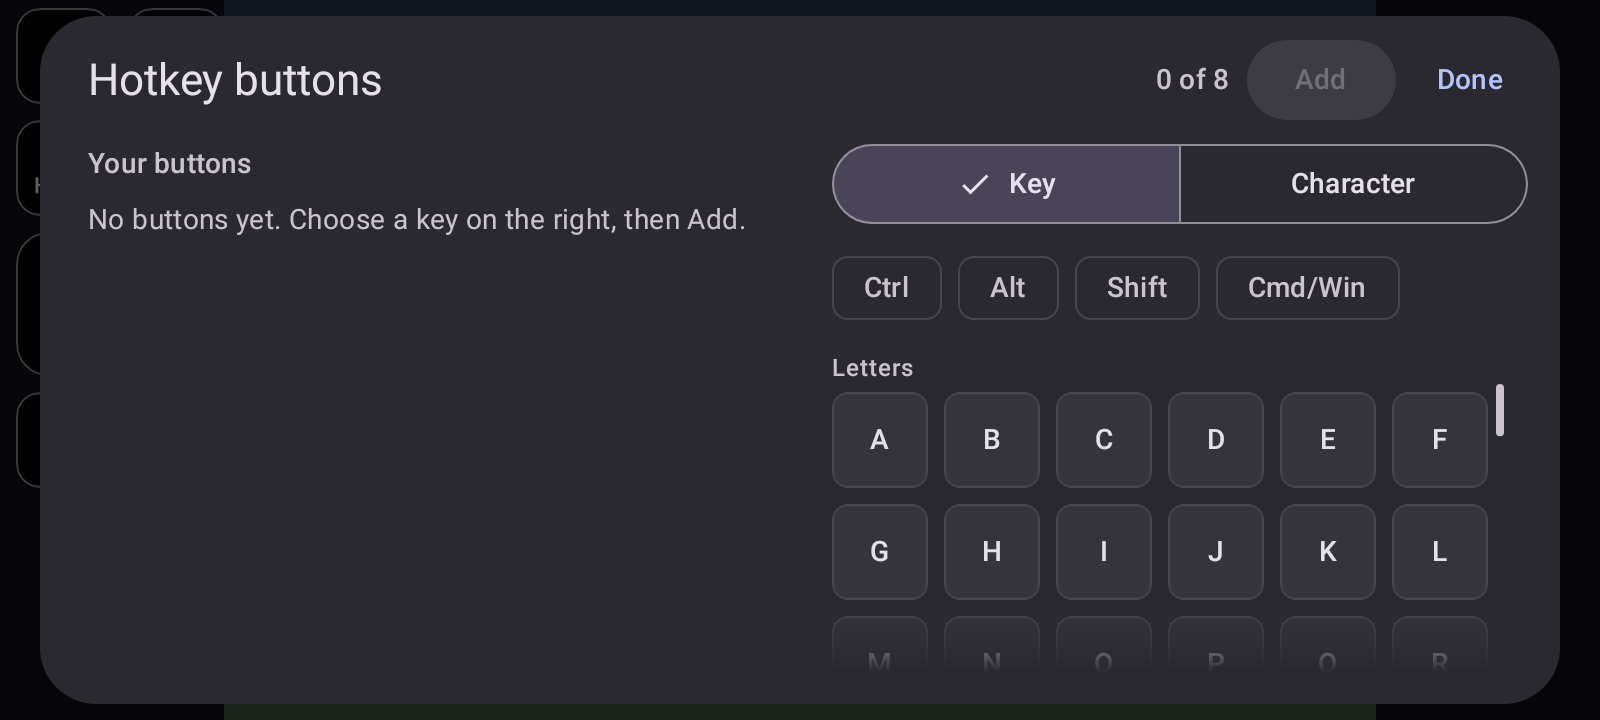 Hotkey buttons
0 of 8
Add
Done
Your buttons
No buttons yet. Choose a key on the right, then Add.
Key
Character
Ctrl
Alt
Shift
Cmd/Win
Letters
A B C D E F
G H I J K L
M N O P Q R